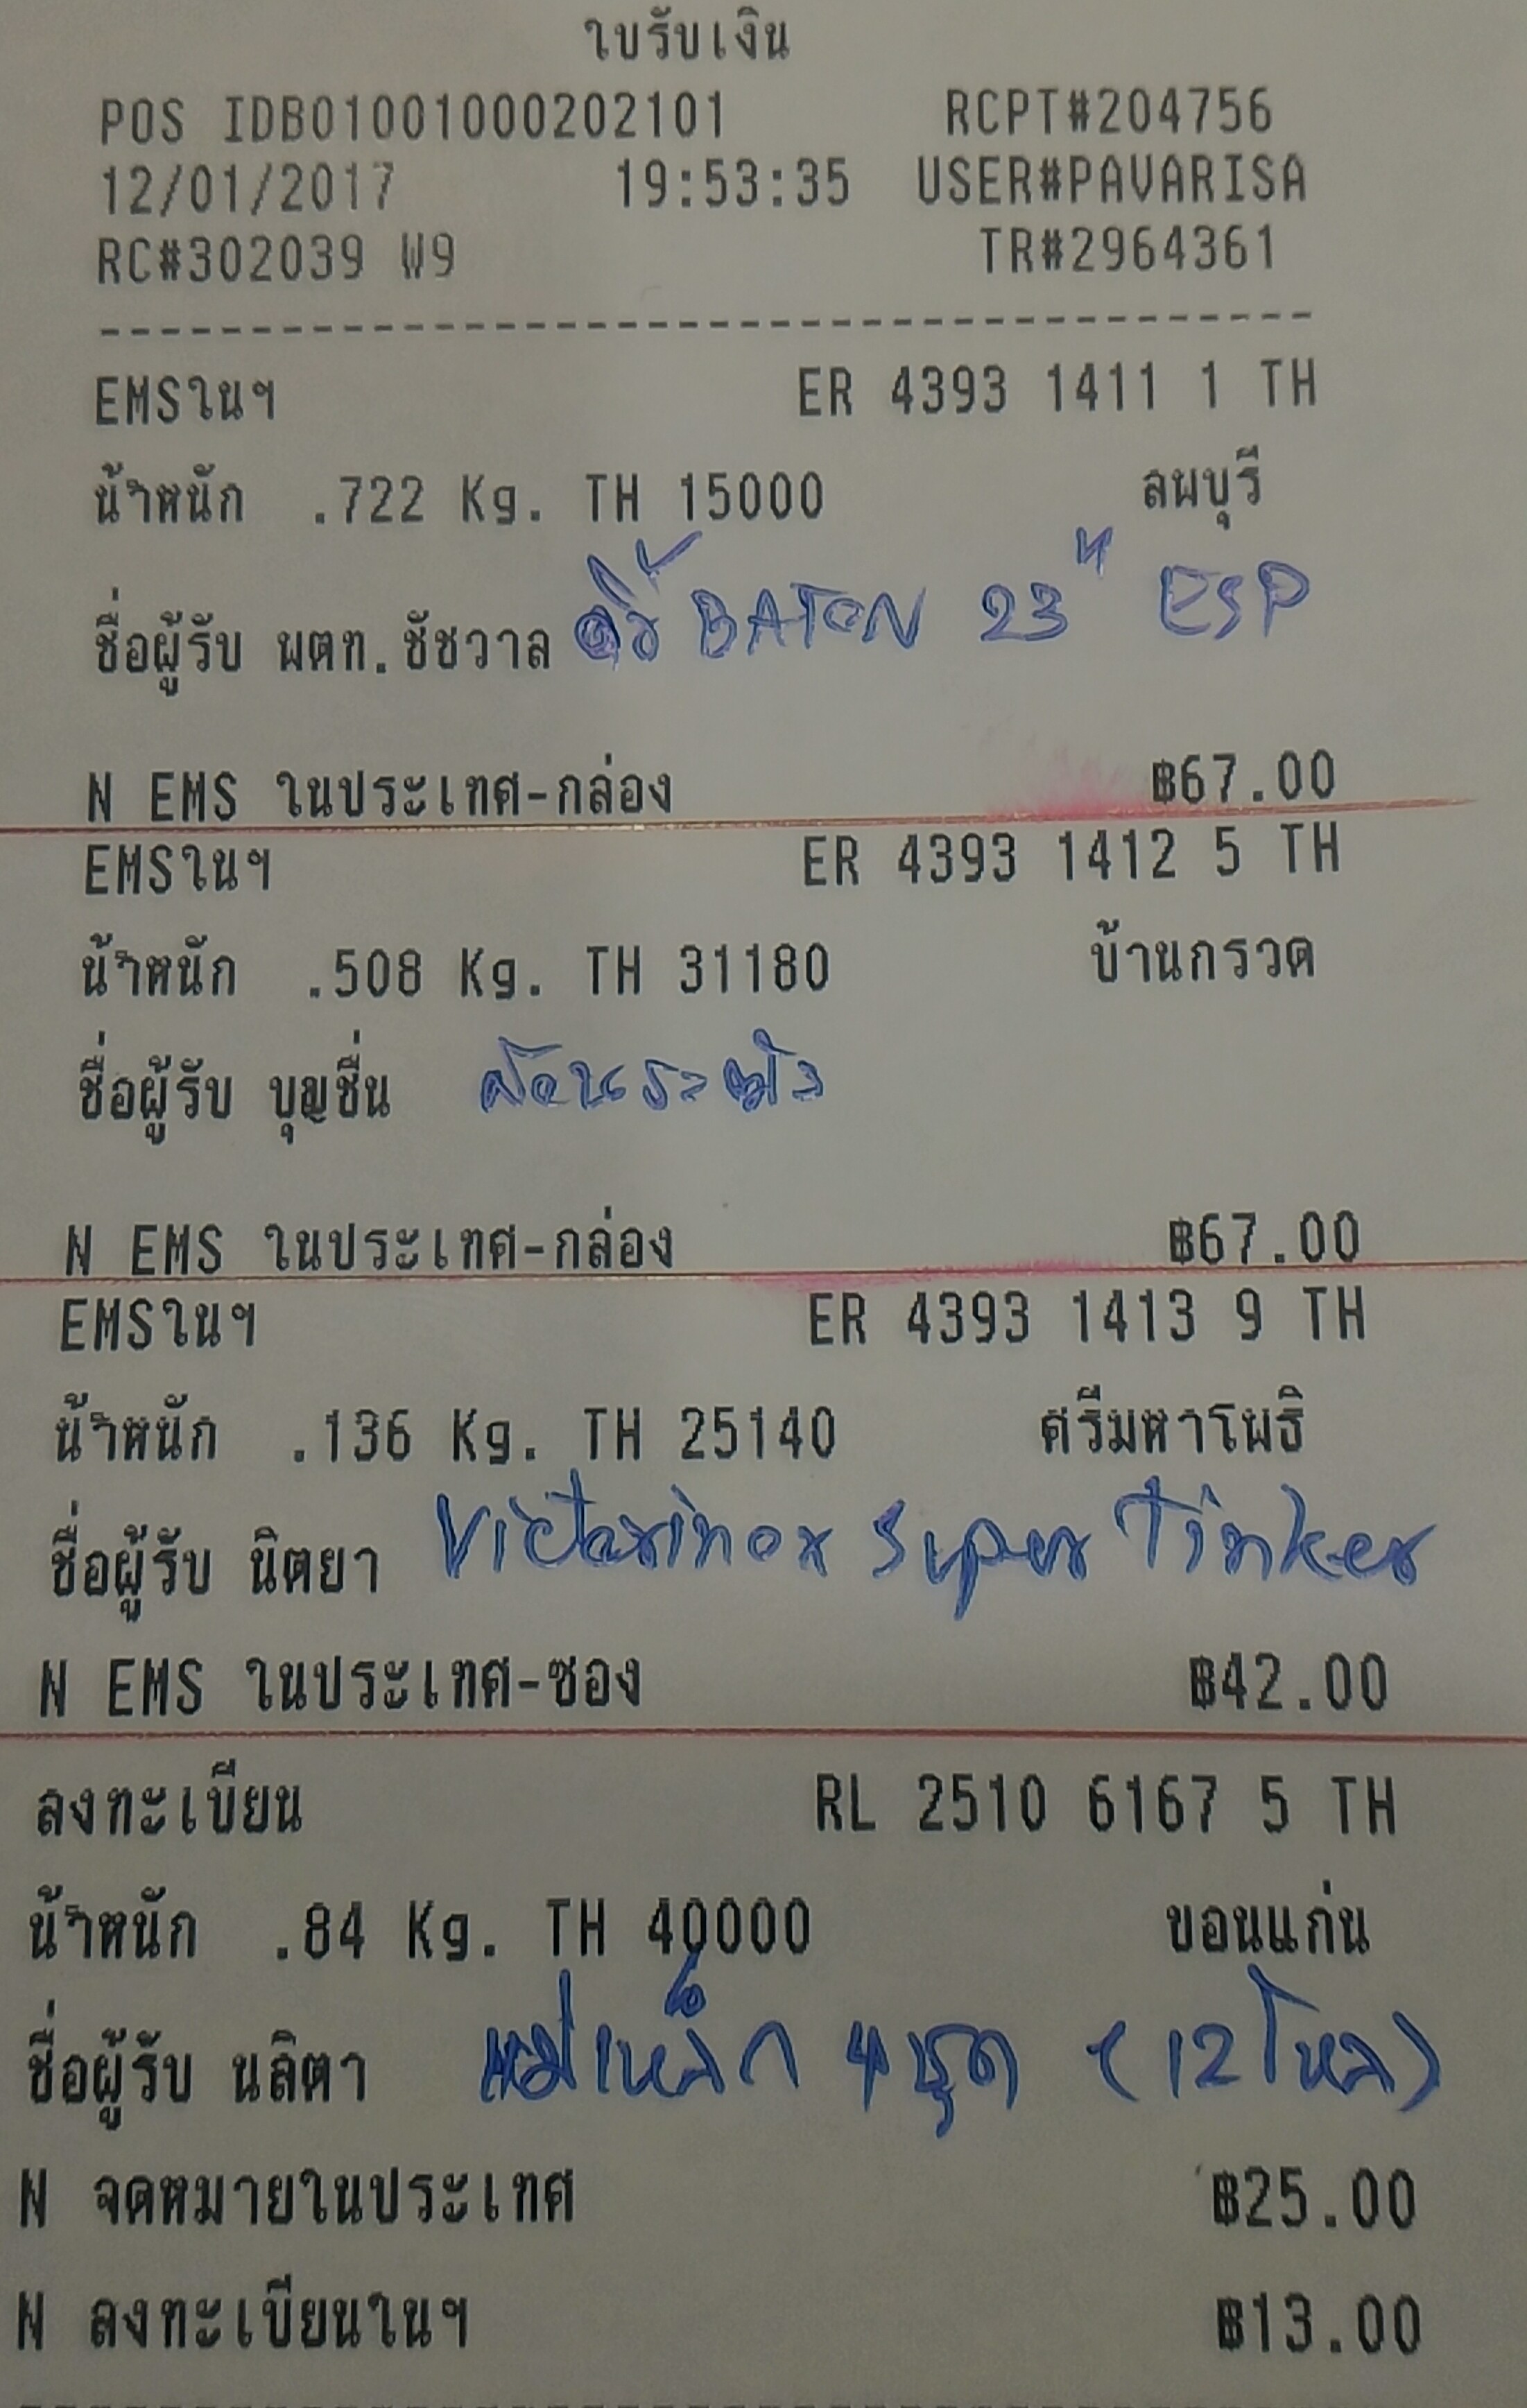 ใบรับเงิน
POS IDB01001000202101 RCPT#204756
12/01/2017 19:53:35 USER#PAVARISA
RC#302039 W9 TR#2964361
EMSในฯ ER 4393 1411 1 TH
น้ำหนัก .722 Kg. TH 15000 ลพบุรี
ชื่อผู้รับ พตท.ชัชวาล BATON 23" ESP
N EMS ในประเทศ-กล่อง ฿67.00
EMSในฯ ER 4393 1412 5 TH
น้ำหนัก .508 Kg. TH 31180 บ้านกรวด
ชื่อผู้รับ บุญชื่น
N EMS ในประเทศ-กล่อง ฿67.00
EMSในฯ ER 4393 1413 9 TH
น้ำหนัก .136 Kg. TH 25140 ศรีมหาโพธิ
ชื่อผู้รับ นิตยา Victorinox Super Tinker
N EMS ในประเทศ-ซอง ฿42.00
ลงทะเบียน RL 2510 6167 5 TH
น้ำหนัก .84 Kg. TH 40000 ขอนแก่น
ชื่อผู้รับ นลิตา แม่เหล็ก 4 ชุด (12 โหล)
N จดหมายในประเทศ ฿25.00
N ลงทะเบียนในฯ ฿13.00